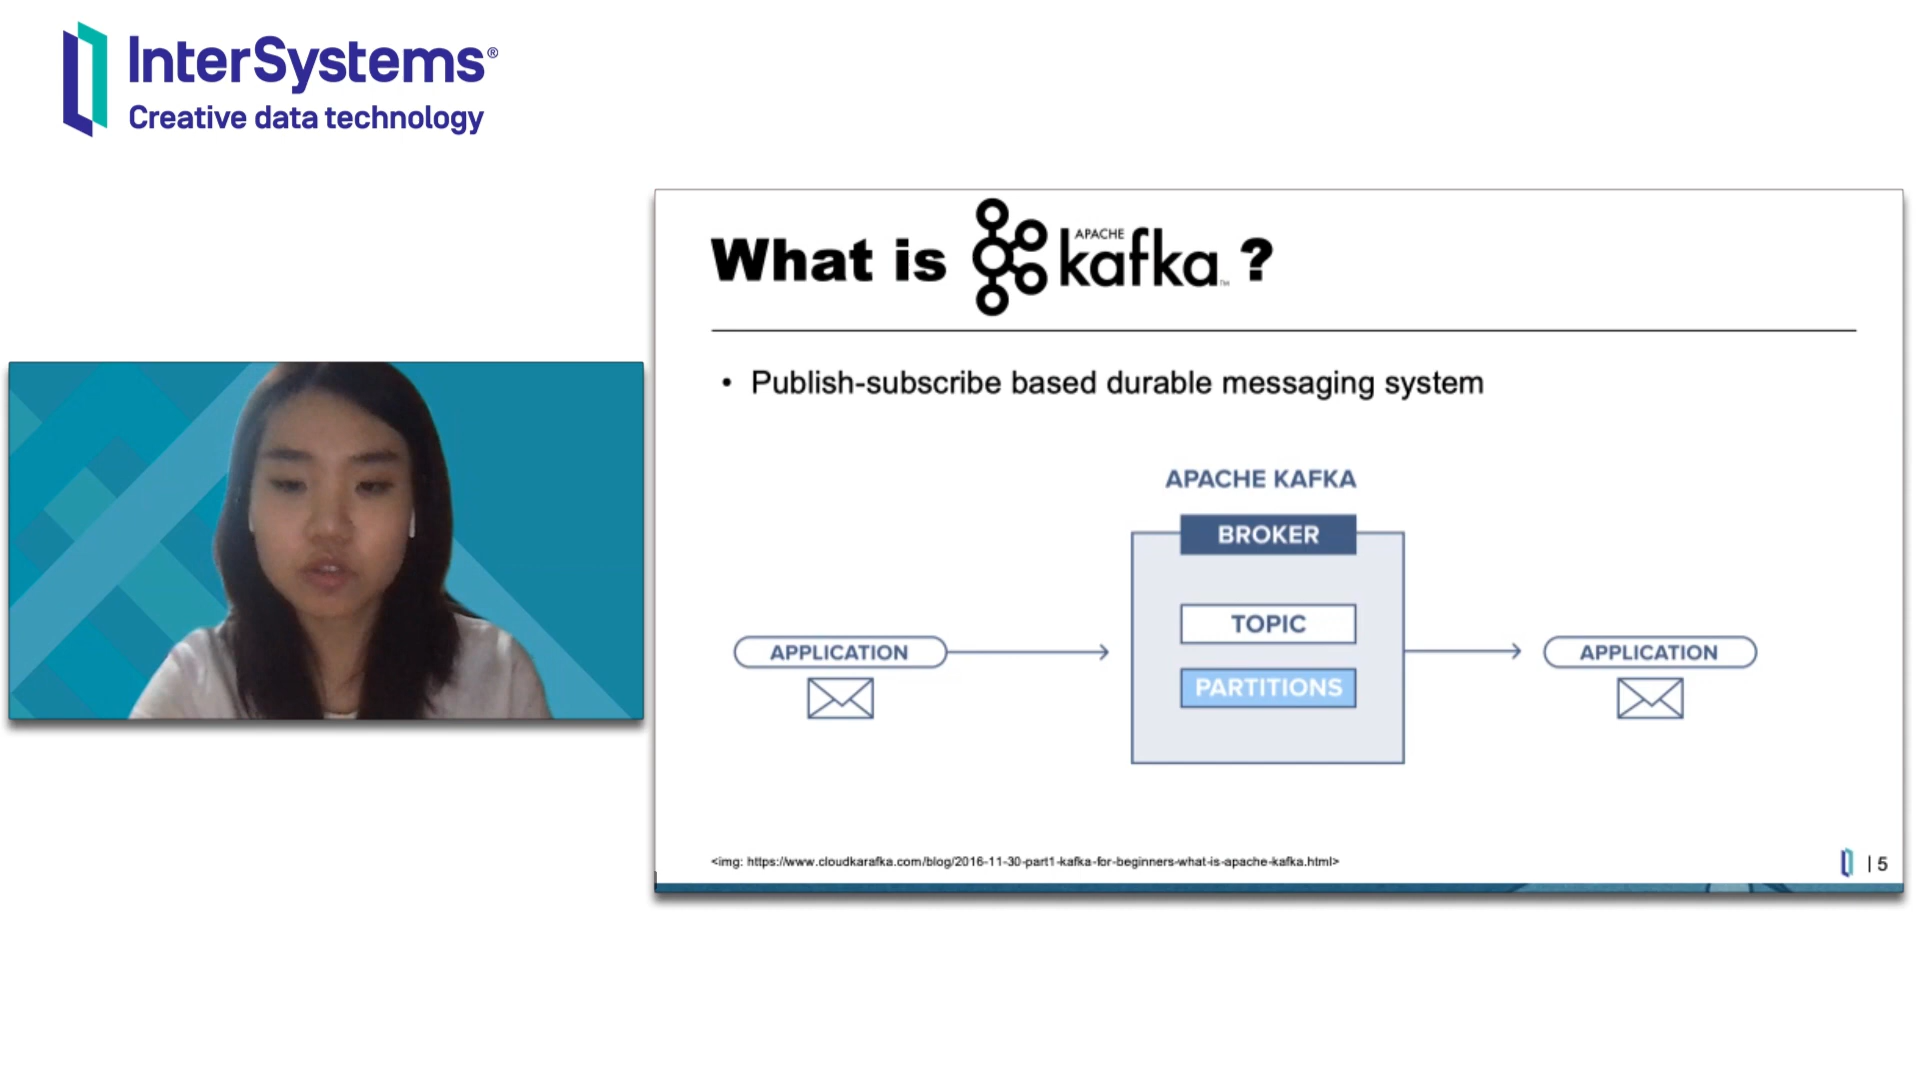 InterSystems®
Creative data technology
What is APACHE kafka™ ?
• Publish-subscribe based durable messaging system
APACHE KAFKA
BROKER
TOPIC
APPLICATION
APPLICATION
PARTITIONS
<img: https://www.cloudkarafka.com/blog/2016-11-30-part1-kafka-for-beginners-what-is-apache-kafka.html>
| 5